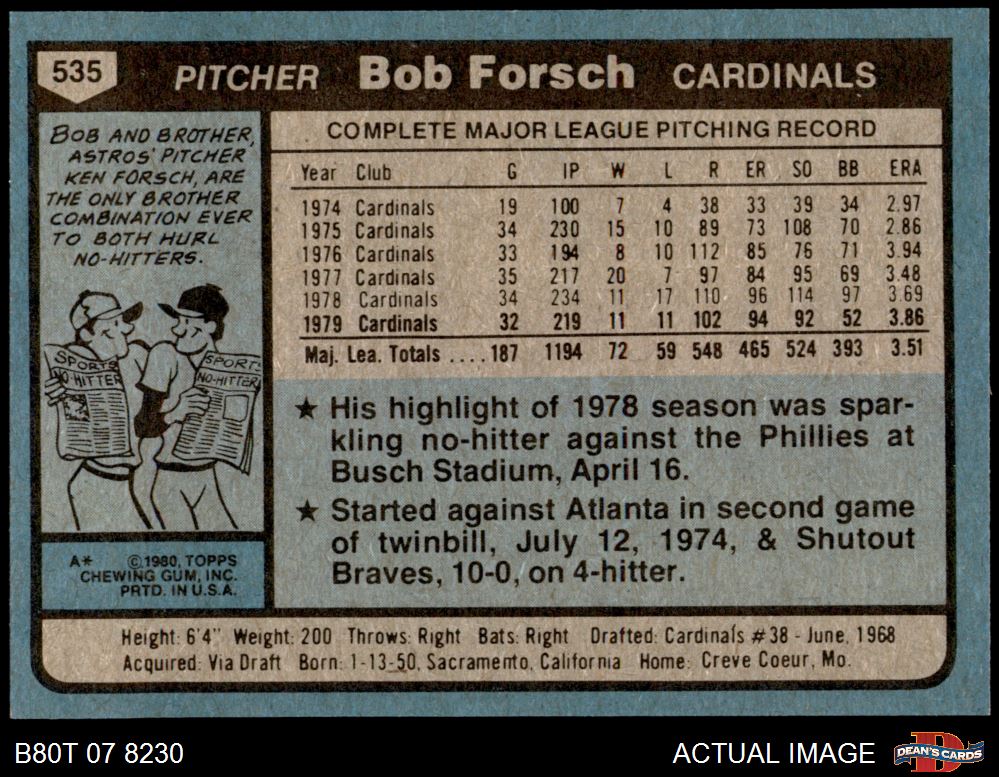 535
PITCHER Bob Forsch CARDINALS
BOB AND BROTHER,
ASTROS' PITCHER
KEN FORSCH, ARE
THE ONLY BROTHER
COMBINATION EVER
TO BOTH HURL
NO-HITTERS.
SPORTS
NO-HITTER
SPORT
NO-HITTER
A* ©1980, TOPPS
CHEWING GUM, INC.
PRTD. IN U.S.A.
COMPLETE MAJOR LEAGUE PITCHING RECORD
Year Club G IP W L R ER SO BB ERA
1974 Cardinals 19 100 7 4 38 33 39 34 2.97
1975 Cardinals 34 230 15 10 89 73 108 70 2.86
1976 Cardinals 33 194 8 10 112 85 76 71 3.94
1977 Cardinals 35 217 20 7 97 84 95 69 3.48
1978 Cardinals 34 234 11 17 110 96 114 97 3.69
1979 Cardinals 32 219 11 11 102 94 92 52 3.86
Maj. Lea. Totals .... 187 1194 72 59 548 465 524 393 3.51
★ His highlight of 1978 season was spar-
kling no-hitter against the Phillies at
Busch Stadium, April 16.
★ Started against Atlanta in second game
of twinbill, July 12, 1974, & Shutout
Braves, 10-0, on 4-hitter.
Height: 6'4" Weight: 200 Throws: Right Bats: Right Drafted: Cardinals #38 - June, 1968
Acquired: Via Draft Born: 1-13-50, Sacramento, California Home: Creve Coeur, Mo.
B80T 07 8230
ACTUAL IMAGE
D
DEAN'S CARDS